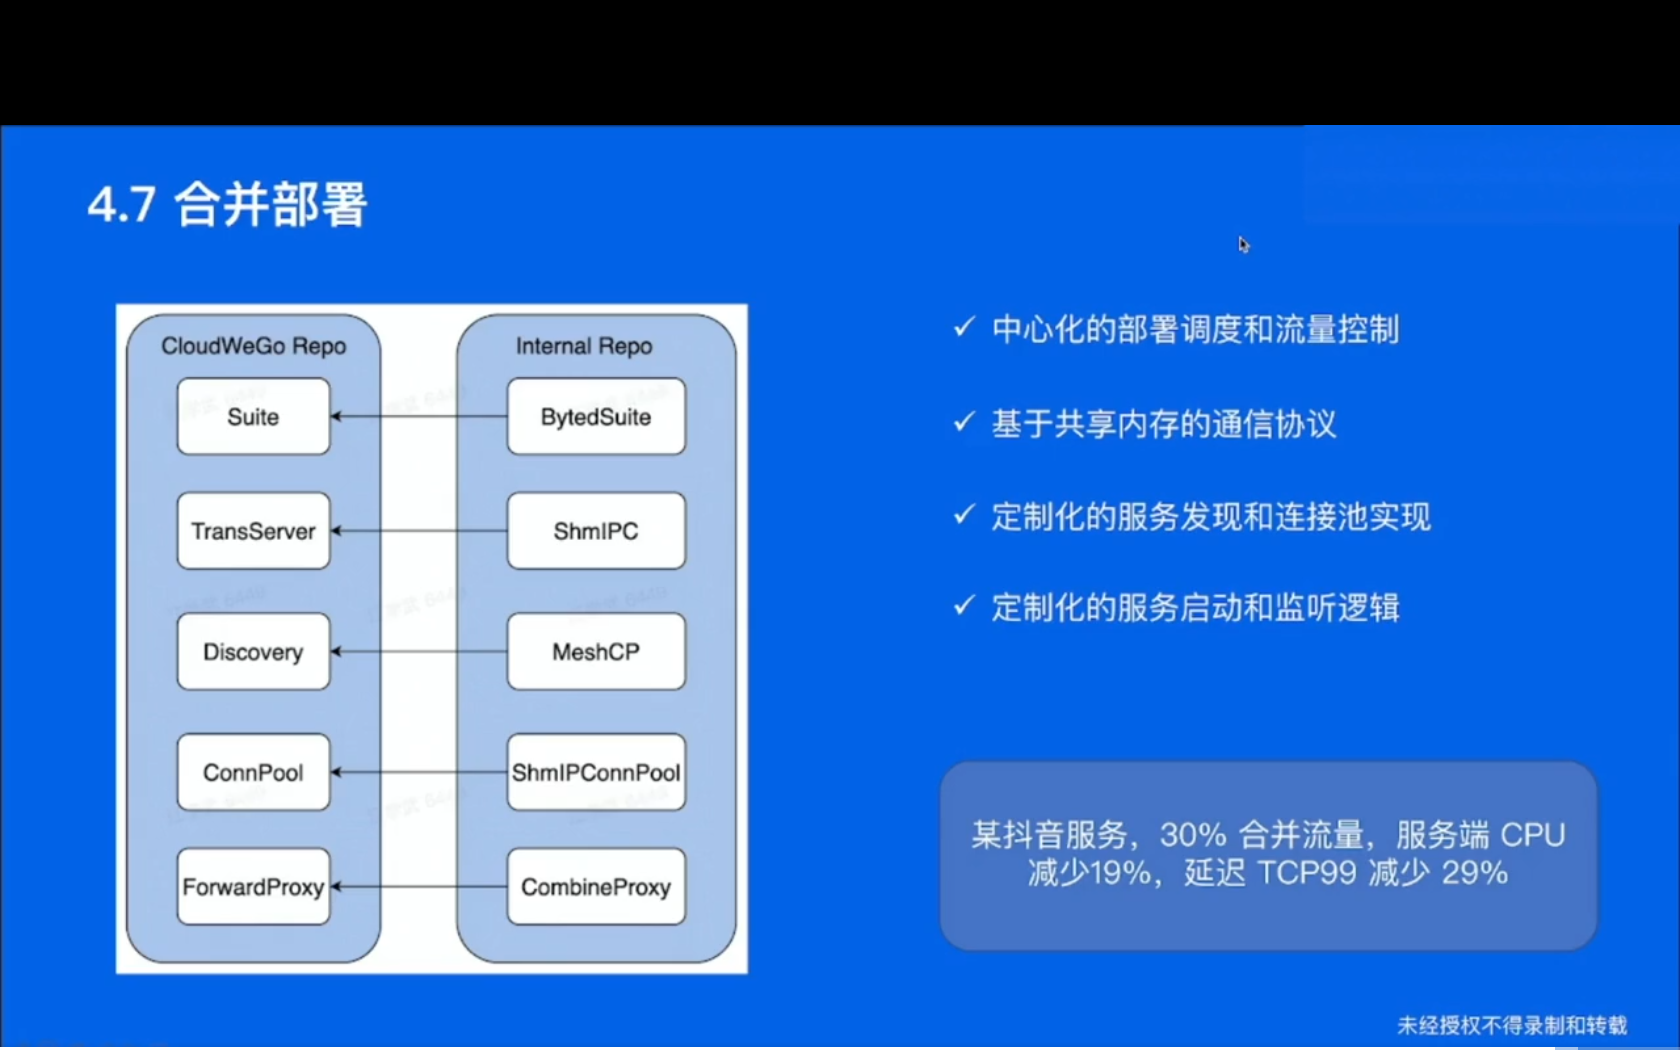 4.7 合并部署
CloudWeGo Repo
Internal Repo
Suite
BytedSuite
TransServer
ShmIPC
Discovery
MeshCP
ConnPool
ShmIPConnPool
ForwardProxy
CombineProxy
✓ 中心化的部署调度和流量控制
✓ 基于共享内存的通信协议
✓ 定制化的服务发现和连接池实现
✓ 定制化的服务启动和监听逻辑
某抖音服务，30% 合并流量，服务端 CPU
减少19%，延迟 TCP99 减少 29%
未经授权不得录制和转载